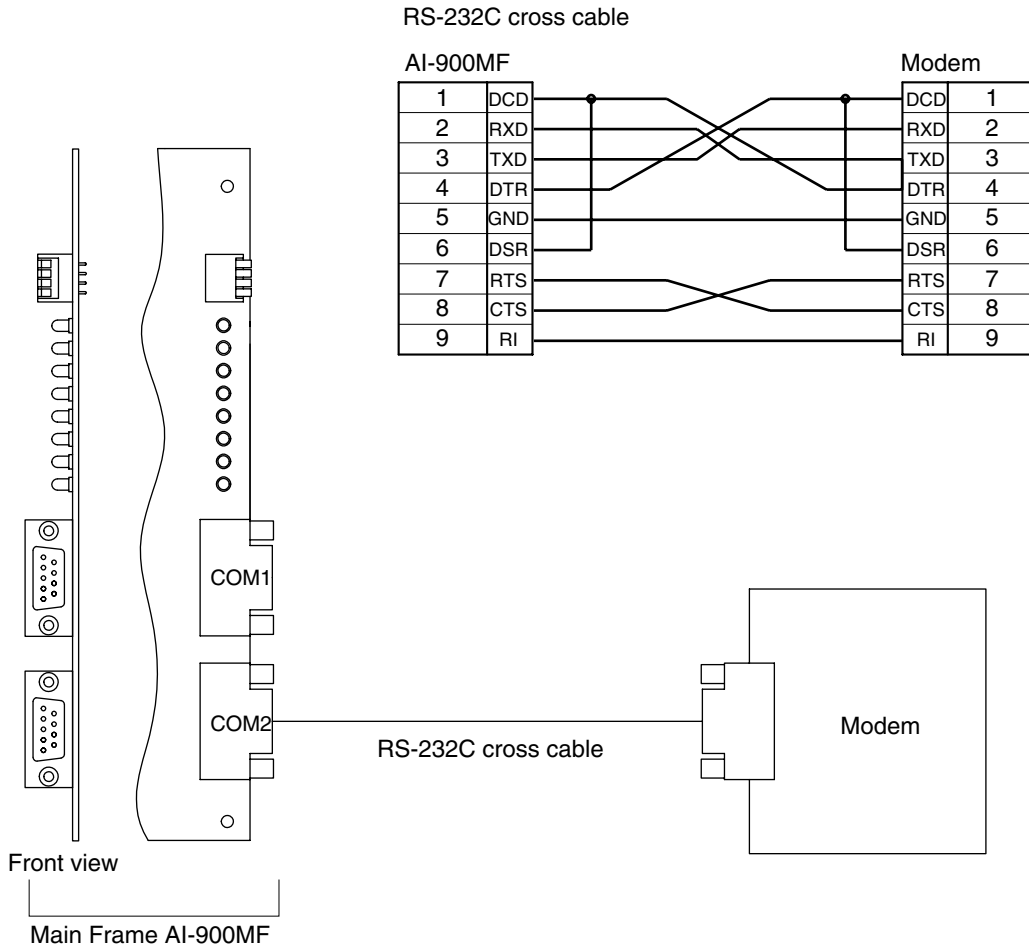 RS-232C cross cable
AI-900MF
Modem
1 DCD DCD 1
2 RXD RXD 2
3 TXD TXD 3
4 DTR DTR 4
5 GND GND 5
6 DSR DSR 6
7 RTS RTS 7
8 CTS CTS 8
9 RI RI 9
COM1
COM2
RS-232C cross cable
Modem
Front view
Main Frame AI-900MF